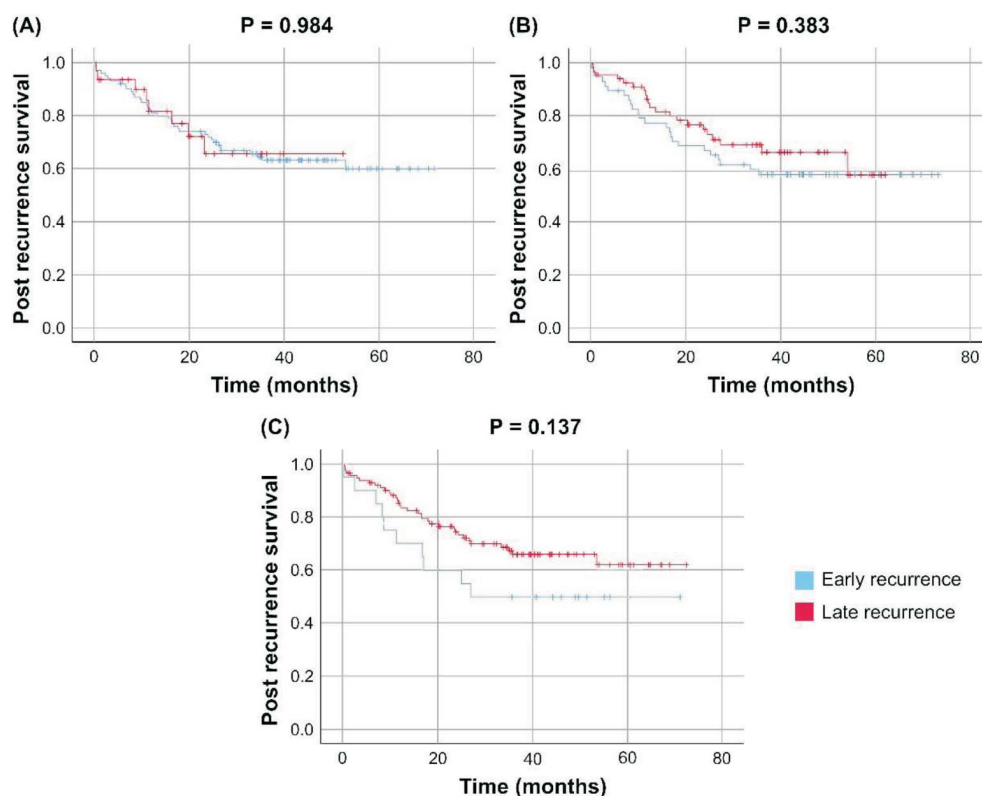 (A)
P = 0.984
Post recurrence survival
1.0
0.8
0.6
0.4
0.2
0.0
0 20 40 60 80
Time (months)
(B)
P = 0.383
Post recurrence survival
1.0
0.8
0.6
0.4
0.2
0.0
0 20 40 60 80
Time (months)
(C)
P = 0.137
Post recurrence survival
1.0
0.8
0.6
0.4
0.2
0.0
0 20 40 60 80
Time (months)
Early recurrence
Late recurrence